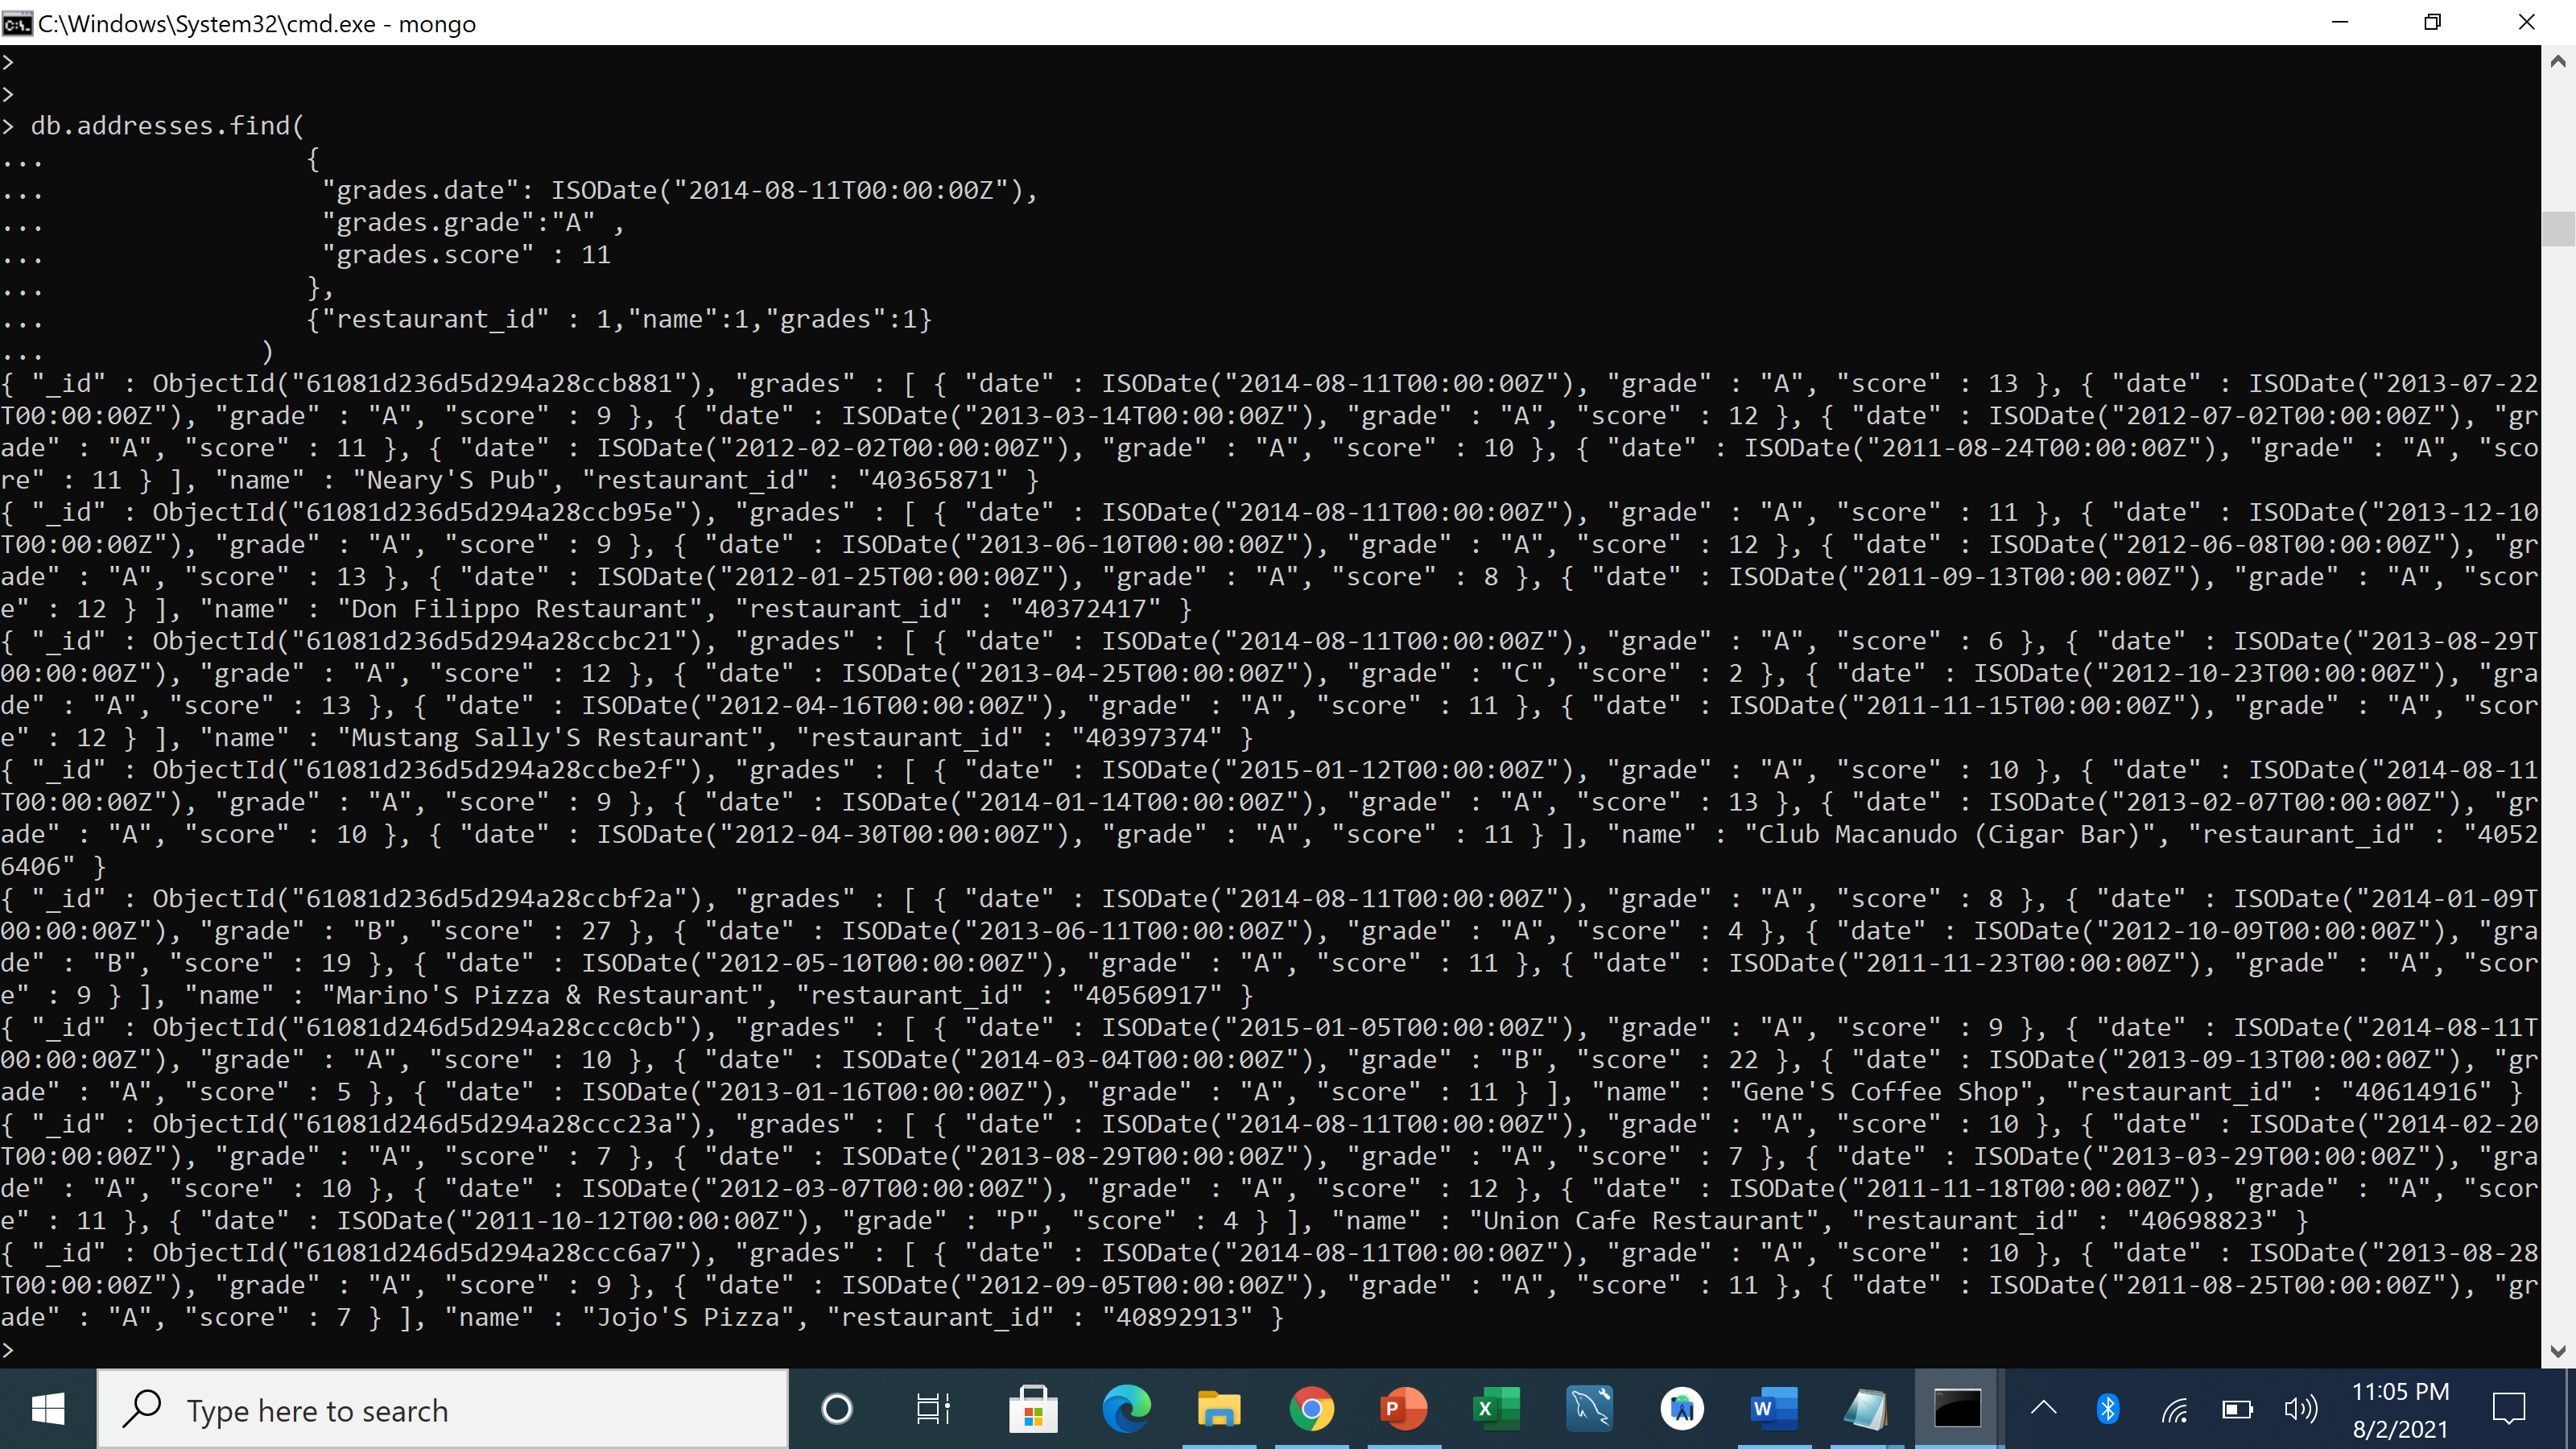 C:\Windows\System32\cmd.exe - mongo
>
>
> db.addresses.find(
... {
... "grades.date": ISODate("2014-08-11T00:00:00Z"),
... "grades.grade":"A" ,
... "grades.score" : 11
... },
... {"restaurant_id" : 1,"name":1,"grades":1}
... )
{ "_id" : ObjectId("61081d236d5d294a28ccb881"), "grades" : [ { "date" : ISODate("2014-08-11T00:00:00Z"), "grade" : "A", "score" : 13 }, { "date" : ISODate("2013-07-22
T00:00:00Z"), "grade" : "A", "score" : 9 }, { "date" : ISODate("2013-03-14T00:00:00Z"), "grade" : "A", "score" : 12 }, { "date" : ISODate("2012-07-02T00:00:00Z"), "gr
ade" : "A", "score" : 11 }, { "date" : ISODate("2012-02-02T00:00:00Z"), "grade" : "A", "score" : 10 }, { "date" : ISODate("2011-08-24T00:00:00Z"), "grade" : "A", "sco
re" : 11 } ], "name" : "Neary'S Pub", "restaurant_id" : "40365871" }
{ "_id" : ObjectId("61081d236d5d294a28ccb95e"), "grades" : [ { "date" : ISODate("2014-08-11T00:00:00Z"), "grade" : "A", "score" : 11 }, { "date" : ISODate("2013-12-10
T00:00:00Z"), "grade" : "A", "score" : 9 }, { "date" : ISODate("2013-06-10T00:00:00Z"), "grade" : "A", "score" : 12 }, { "date" : ISODate("2012-06-08T00:00:00Z"), "gr
ade" : "A", "score" : 13 }, { "date" : ISODate("2012-01-25T00:00:00Z"), "grade" : "A", "score" : 8 }, { "date" : ISODate("2011-09-13T00:00:00Z"), "grade" : "A", "scor
e" : 12 } ], "name" : "Don Filippo Restaurant", "restaurant_id" : "40372417" }
{ "_id" : ObjectId("61081d236d5d294a28ccbc21"), "grades" : [ { "date" : ISODate("2014-08-11T00:00:00Z"), "grade" : "A", "score" : 6 }, { "date" : ISODate("2013-08-29T
00:00:00Z"), "grade" : "A", "score" : 12 }, { "date" : ISODate("2013-04-25T00:00:00Z"), "grade" : "C", "score" : 2 }, { "date" : ISODate("2012-10-23T00:00:00Z"), "gra
de" : "A", "score" : 13 }, { "date" : ISODate("2012-04-16T00:00:00Z"), "grade" : "A", "score" : 11 }, { "date" : ISODate("2011-11-15T00:00:00Z"), "grade" : "A", "scor
e" : 12 } ], "name" : "Mustang Sally'S Restaurant", "restaurant_id" : "40397374" }
{ "_id" : ObjectId("61081d236d5d294a28ccbe2f"), "grades" : [ { "date" : ISODate("2015-01-12T00:00:00Z"), "grade" : "A", "score" : 10 }, { "date" : ISODate("2014-08-11
T00:00:00Z"), "grade" : "A", "score" : 9 }, { "date" : ISODate("2014-01-14T00:00:00Z"), "grade" : "A", "score" : 13 }, { "date" : ISODate("2013-02-07T00:00:00Z"), "gr
ade" : "A", "score" : 10 }, { "date" : ISODate("2012-04-30T00:00:00Z"), "grade" : "A", "score" : 11 } ], "name" : "Club Macanudo (Cigar Bar)", "restaurant_id" : "4052
6406" }
{ "_id" : ObjectId("61081d236d5d294a28ccbf2a"), "grades" : [ { "date" : ISODate("2014-08-11T00:00:00Z"), "grade" : "A", "score" : 8 }, { "date" : ISODate("2014-01-09T
00:00:00Z"), "grade" : "B", "score" : 27 }, { "date" : ISODate("2013-06-11T00:00:00Z"), "grade" : "A", "score" : 4 }, { "date" : ISODate("2012-10-09T00:00:00Z"), "gra
de" : "B", "score" : 19 }, { "date" : ISODate("2012-05-10T00:00:00Z"), "grade" : "A", "score" : 11 }, { "date" : ISODate("2011-11-23T00:00:00Z"), "grade" : "A", "scor
e" : 9 } ], "name" : "Marino'S Pizza & Restaurant", "restaurant_id" : "40560917" }
{ "_id" : ObjectId("61081d246d5d294a28ccc0cb"), "grades" : [ { "date" : ISODate("2015-01-05T00:00:00Z"), "grade" : "A", "score" : 9 }, { "date" : ISODate("2014-08-11T
00:00:00Z"), "grade" : "A", "score" : 10 }, { "date" : ISODate("2014-03-04T00:00:00Z"), "grade" : "B", "score" : 22 }, { "date" : ISODate("2013-09-13T00:00:00Z"), "gr
ade" : "A", "score" : 5 }, { "date" : ISODate("2013-01-16T00:00:00Z"), "grade" : "A", "score" : 11 } ], "name" : "Gene'S Coffee Shop", "restaurant_id" : "40614916" }
{ "_id" : ObjectId("61081d246d5d294a28ccc23a"), "grades" : [ { "date" : ISODate("2014-08-11T00:00:00Z"), "grade" : "A", "score" : 10 }, { "date" : ISODate("2014-02-20
T00:00:00Z"), "grade" : "A", "score" : 7 }, { "date" : ISODate("2013-08-29T00:00:00Z"), "grade" : "A", "score" : 7 }, { "date" : ISODate("2013-03-29T00:00:00Z"), "gra
de" : "A", "score" : 10 }, { "date" : ISODate("2012-03-07T00:00:00Z"), "grade" : "A", "score" : 12 }, { "date" : ISODate("2011-11-18T00:00:00Z"), "grade" : "A", "scor
e" : 11 }, { "date" : ISODate("2011-10-12T00:00:00Z"), "grade" : "P", "score" : 4 } ], "name" : "Union Cafe Restaurant", "restaurant_id" : "40698823" }
{ "_id" : ObjectId("61081d246d5d294a28ccc6a7"), "grades" : [ { "date" : ISODate("2014-08-11T00:00:00Z"), "grade" : "A", "score" : 10 }, { "date" : ISODate("2013-08-28
T00:00:00Z"), "grade" : "A", "score" : 9 }, { "date" : ISODate("2012-09-05T00:00:00Z"), "grade" : "A", "score" : 11 }, { "date" : ISODate("2011-08-25T00:00:00Z"), "gr
ade" : "A", "score" : 7 } ], "name" : "Jojo'S Pizza", "restaurant_id" : "40892913" }
>
Type here to search
11:05 PM
8/2/2021